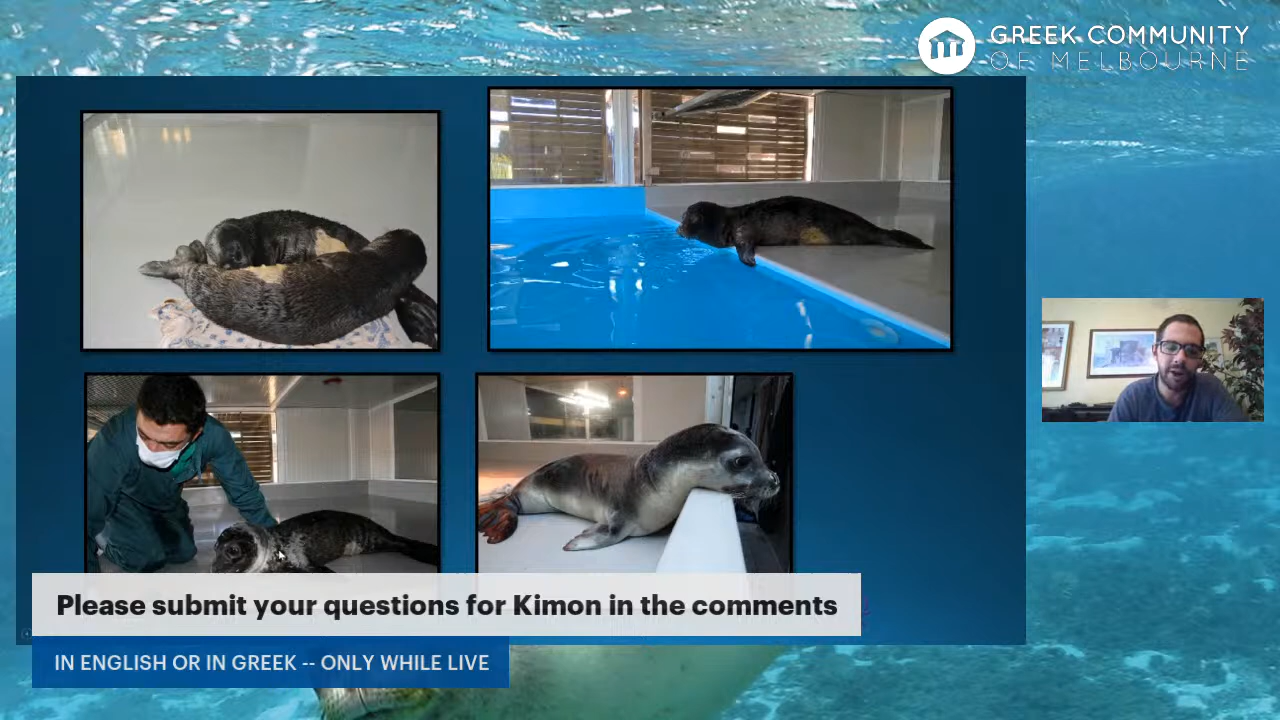 GREEK COMMUNITY
OF MELBOURNE
Please submit your questions for Kimon in the comments
IN ENGLISH OR IN GREEK -- ONLY WHILE LIVE